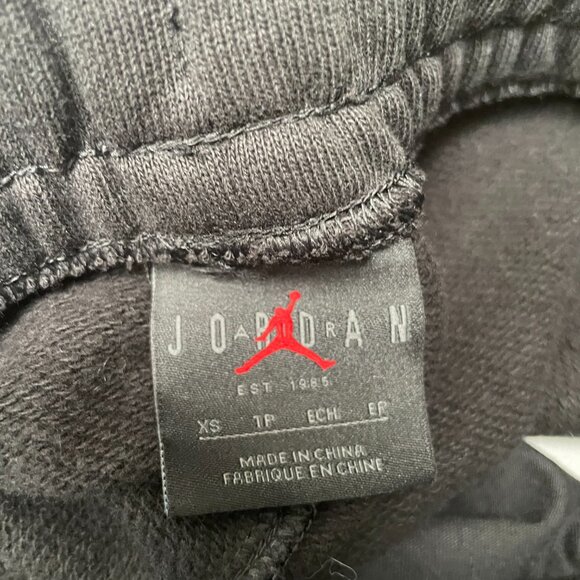 JORDAN
AIR
EST 1985
XS TP ECH EP
MADE IN CHINA
FABRIQUE EN CHINE